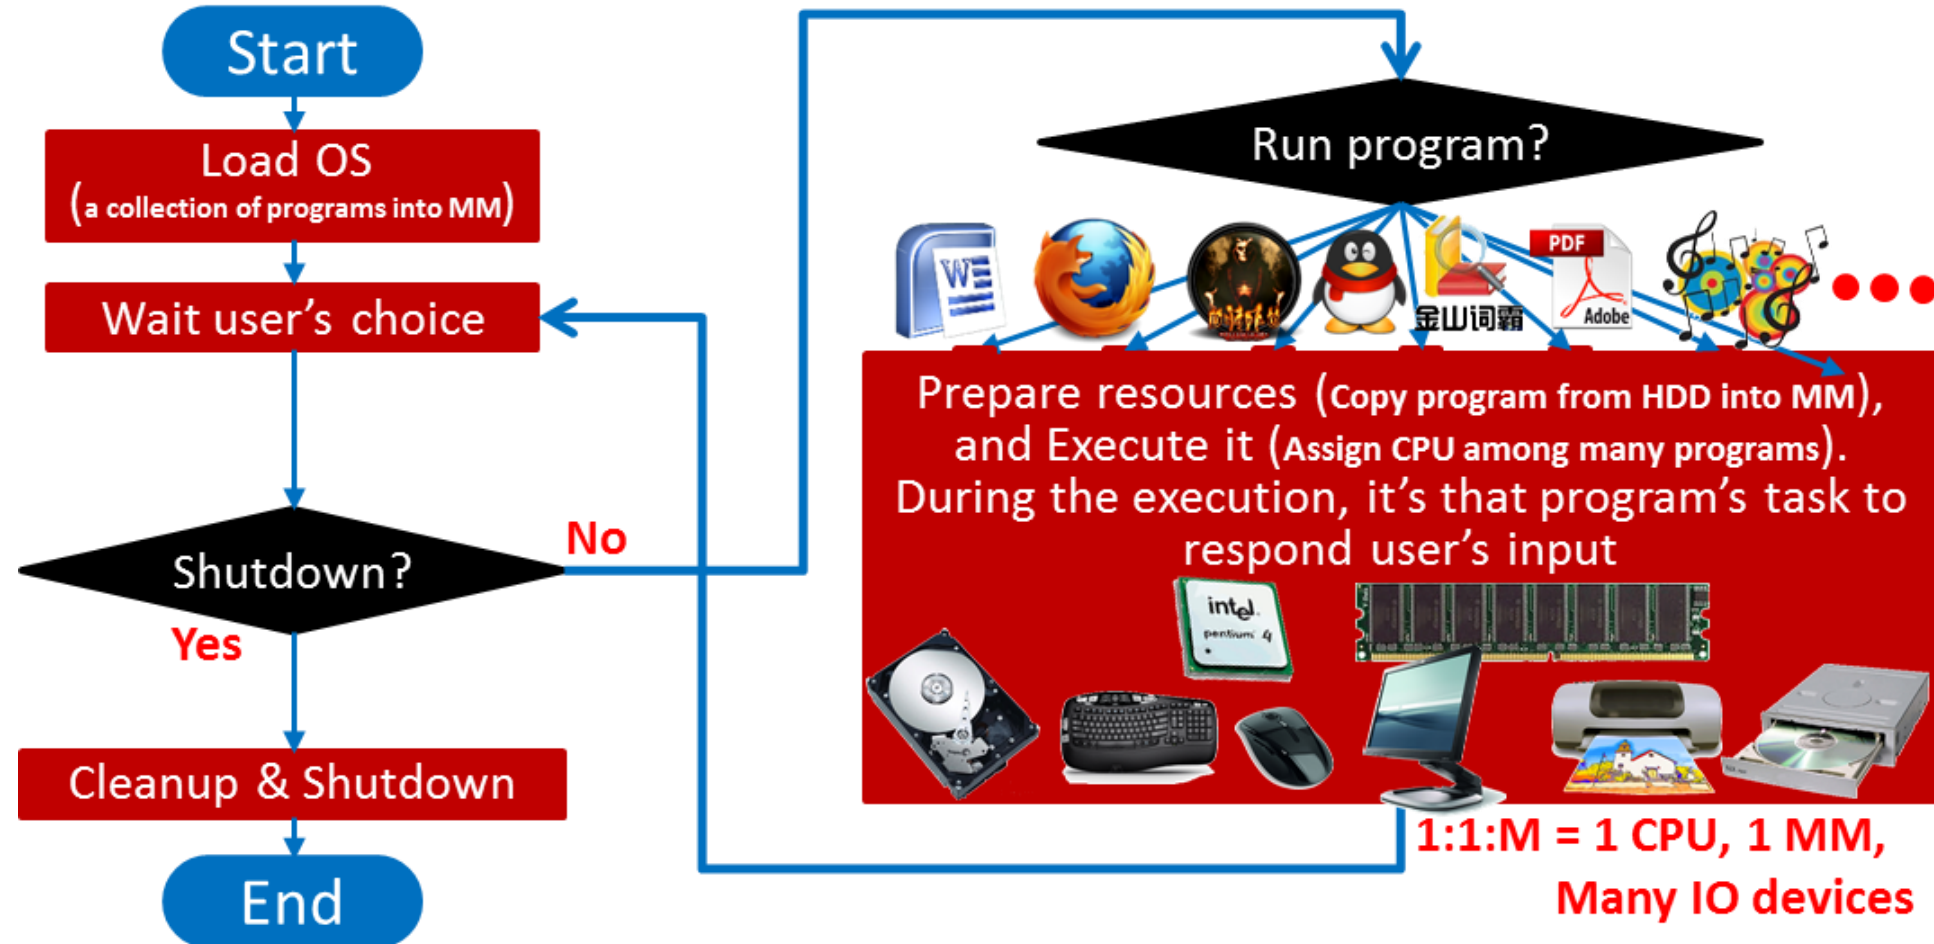 Start
Load OS
(a collection of programs into MM)
Wait user's choice
Shutdown?
No
Yes
Cleanup & Shutdown
End
Run program?
W
PDF
Adobe
金山词霸
Prepare resources (Copy program from HDD into MM),
and Execute it (Assign CPU among many programs).
During the execution, it's that program's task to
respond user's input
intel.
pentium 4
1:1:M = 1 CPU, 1 MM,
Many IO devices